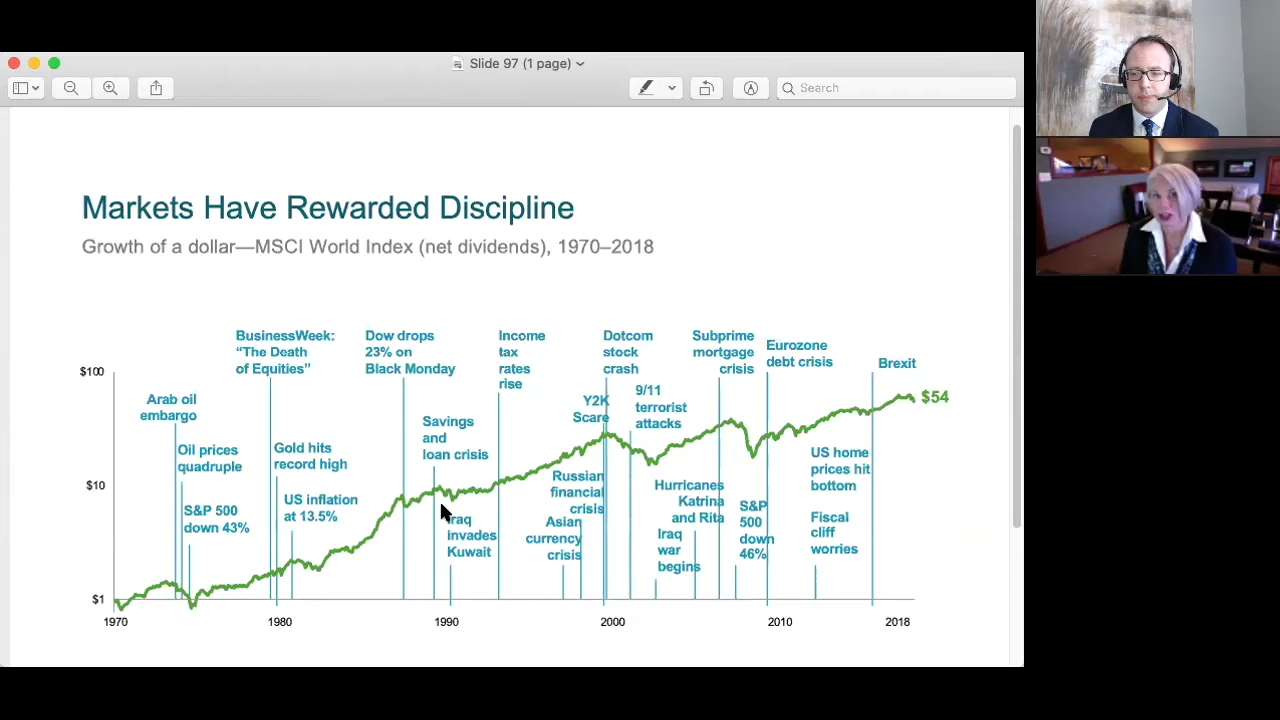 Slide 97 (1 page)
Search
Markets Have Rewarded Discipline
Growth of a dollar—MSCI World Index (net dividends), 1970–2018
BusinessWeek:
“The Death
of Equities”
Dow drops
23% on
Black Monday
Income
tax
rates
rise
Dotcom
stock
crash
Subprime
mortgage
crisis
Eurozone
debt crisis
Brexit
$100
Arab oil
embargo
Y2K
Scare
9/11
terrorist
attacks
$54
Oil prices
quadruple
Gold hits
record high
Savings
and
loan crisis
US home
prices hit
bottom
$10
S&P 500
down 43%
US inflation
at 13.5%
Iraq
invades
Kuwait
Russian
financial
crisis
Asian
currency
crisis
Hurricanes
Katrina
and Rita
Iraq
war
begins
S&P
500
down
46%
Fiscal
cliff
worries
$1
1970
1980
1990
2000
2010
2018